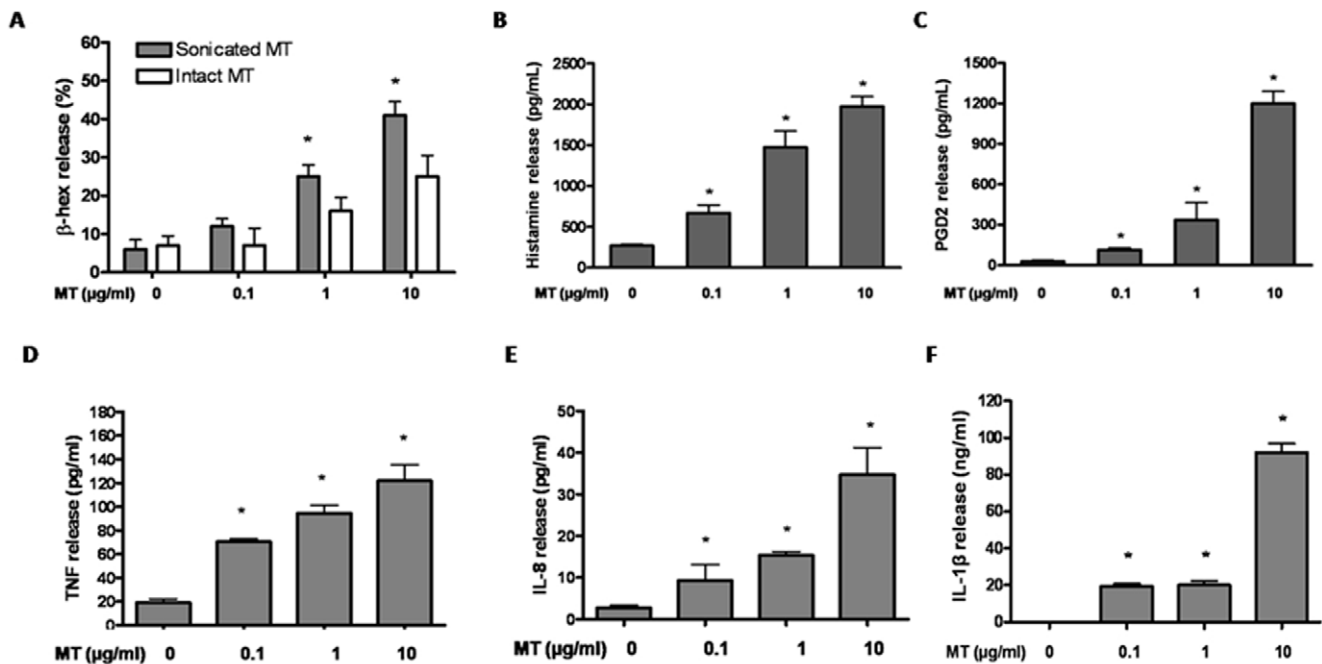 A
β-hex release (%)
60
50
40
30
20
10
0
Sonicated MT
Intact MT
*
*
MT (µg/ml) 0 0.1 1 10
B
Histamine release (pg/mL)
2500
2000
1500
1000
500
0
*
*
*
MT (µg/ml) 0 0.1 1 10
C
PGD2 release (pg/mL)
1500
1200
900
600
300
0
*
*
*
MT (µg/ml) 0 0.1 1 10
D
TNF release (pg/ml)
180
160
140
120
100
80
60
40
20
0
*
*
*
MT (µg/ml) 0 0.1 1 10
E
IL-8 release (pg/ml)
50
40
30
20
10
0
*
*
*
MT (µg/ml) 0 0.1 1 10
F
IL-1β release (ng/ml)
120
100
80
60
40
20
0
*
*
*
MT (µg/ml) 0 0.1 1 10